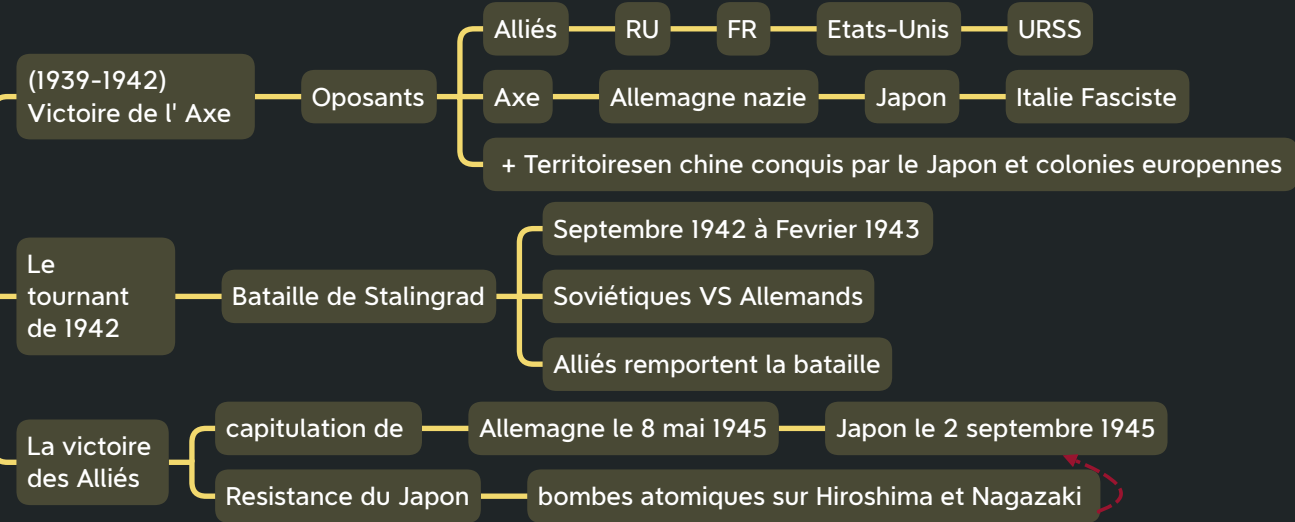 (1939-1942)
Victoire de l' Axe
Oposants
Alliés
RU
FR
Etats-Unis
URSS
Axe
Allemagne nazie
Japon
Italie Fasciste
+ Territoiresen chine conquis par le Japon et colonies europennes
Le
tournant
de 1942
Bataille de Stalingrad
Septembre 1942 à Fevrier 1943
Soviétiques VS Allemands
Alliés remportent la bataille
La victoire
des Alliés
capitulation de
Allemagne le 8 mai 1945
Japon le 2 septembre 1945
Resistance du Japon
bombes atomiques sur Hiroshima et Nagazaki